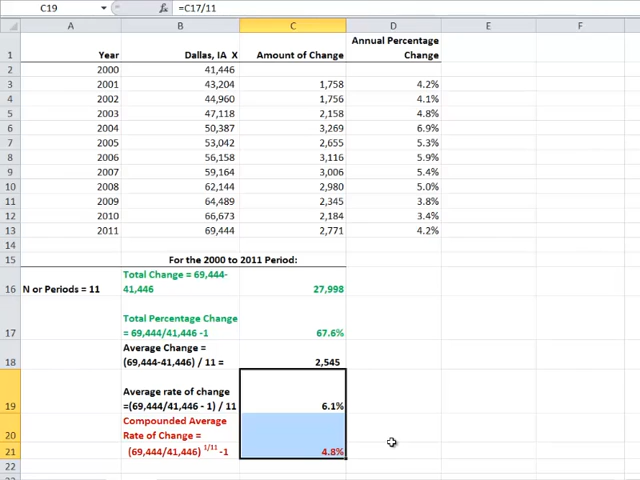 C19 fx =C17/11
A B C D E F
1 Year Dallas, IA X Amount of Change Annual Percentage Change
2 2000 41,446
3 2001 43,204 1,758 4.2%
4 2002 44,960 1,756 4.1%
5 2003 47,118 2,158 4.8%
6 2004 50,387 3,269 6.9%
7 2005 53,042 2,655 5.3%
8 2006 56,158 3,116 5.9%
9 2007 59,164 3,006 5.4%
10 2008 62,144 2,980 5.0%
11 2009 64,489 2,345 3.8%
12 2010 66,673 2,184 3.4%
13 2011 69,444 2,771 4.2%
14
15 For the 2000 to 2011 Period:
Total Change = 69,444-
16 N or Periods = 11 41,446 27,998
Total Percentage Change
17 = 69,444/41,446 -1 67.6%
Average Change =
18 (69,444-41,446) / 11 = 2,545
Average rate of change
19 =(69,444/41,446 - 1) / 11 6.1%
Compounded Average
20 Rate of Change =
21 (69,444/41,446) 1/11 -1 4.8%
22
23